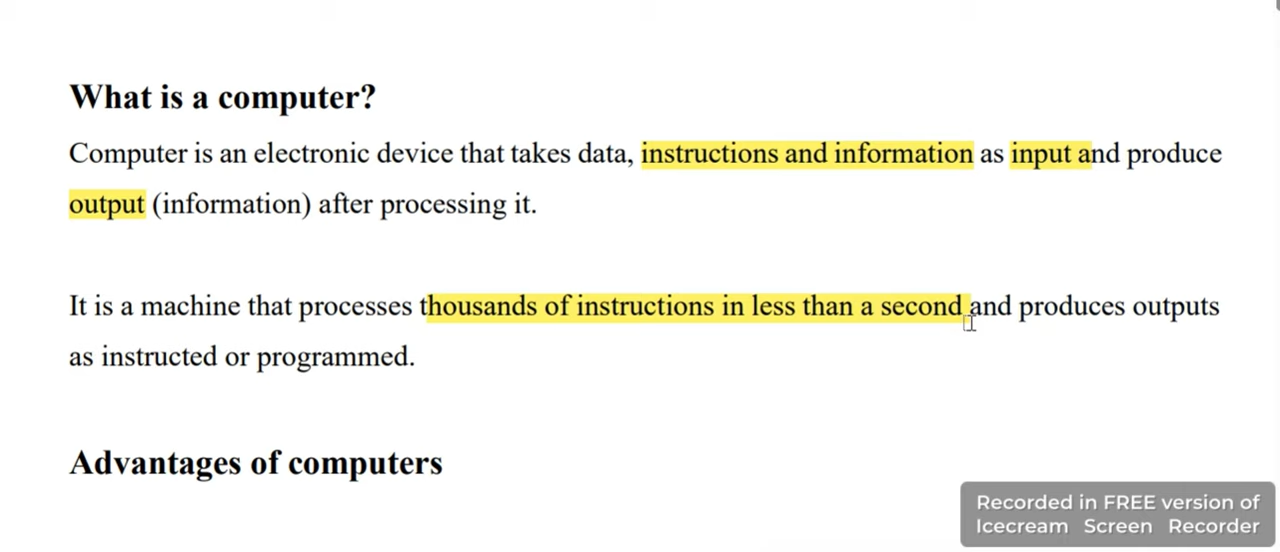 What is a computer?
Computer is an electronic device that takes data, instructions and information as input and produce
output (information) after processing it.
It is a machine that processes thousands of instructions in less than a second and produces outputs
as instructed or programmed.
Advantages of computers
Recorded in FREE version of
Icecream Screen Recorder